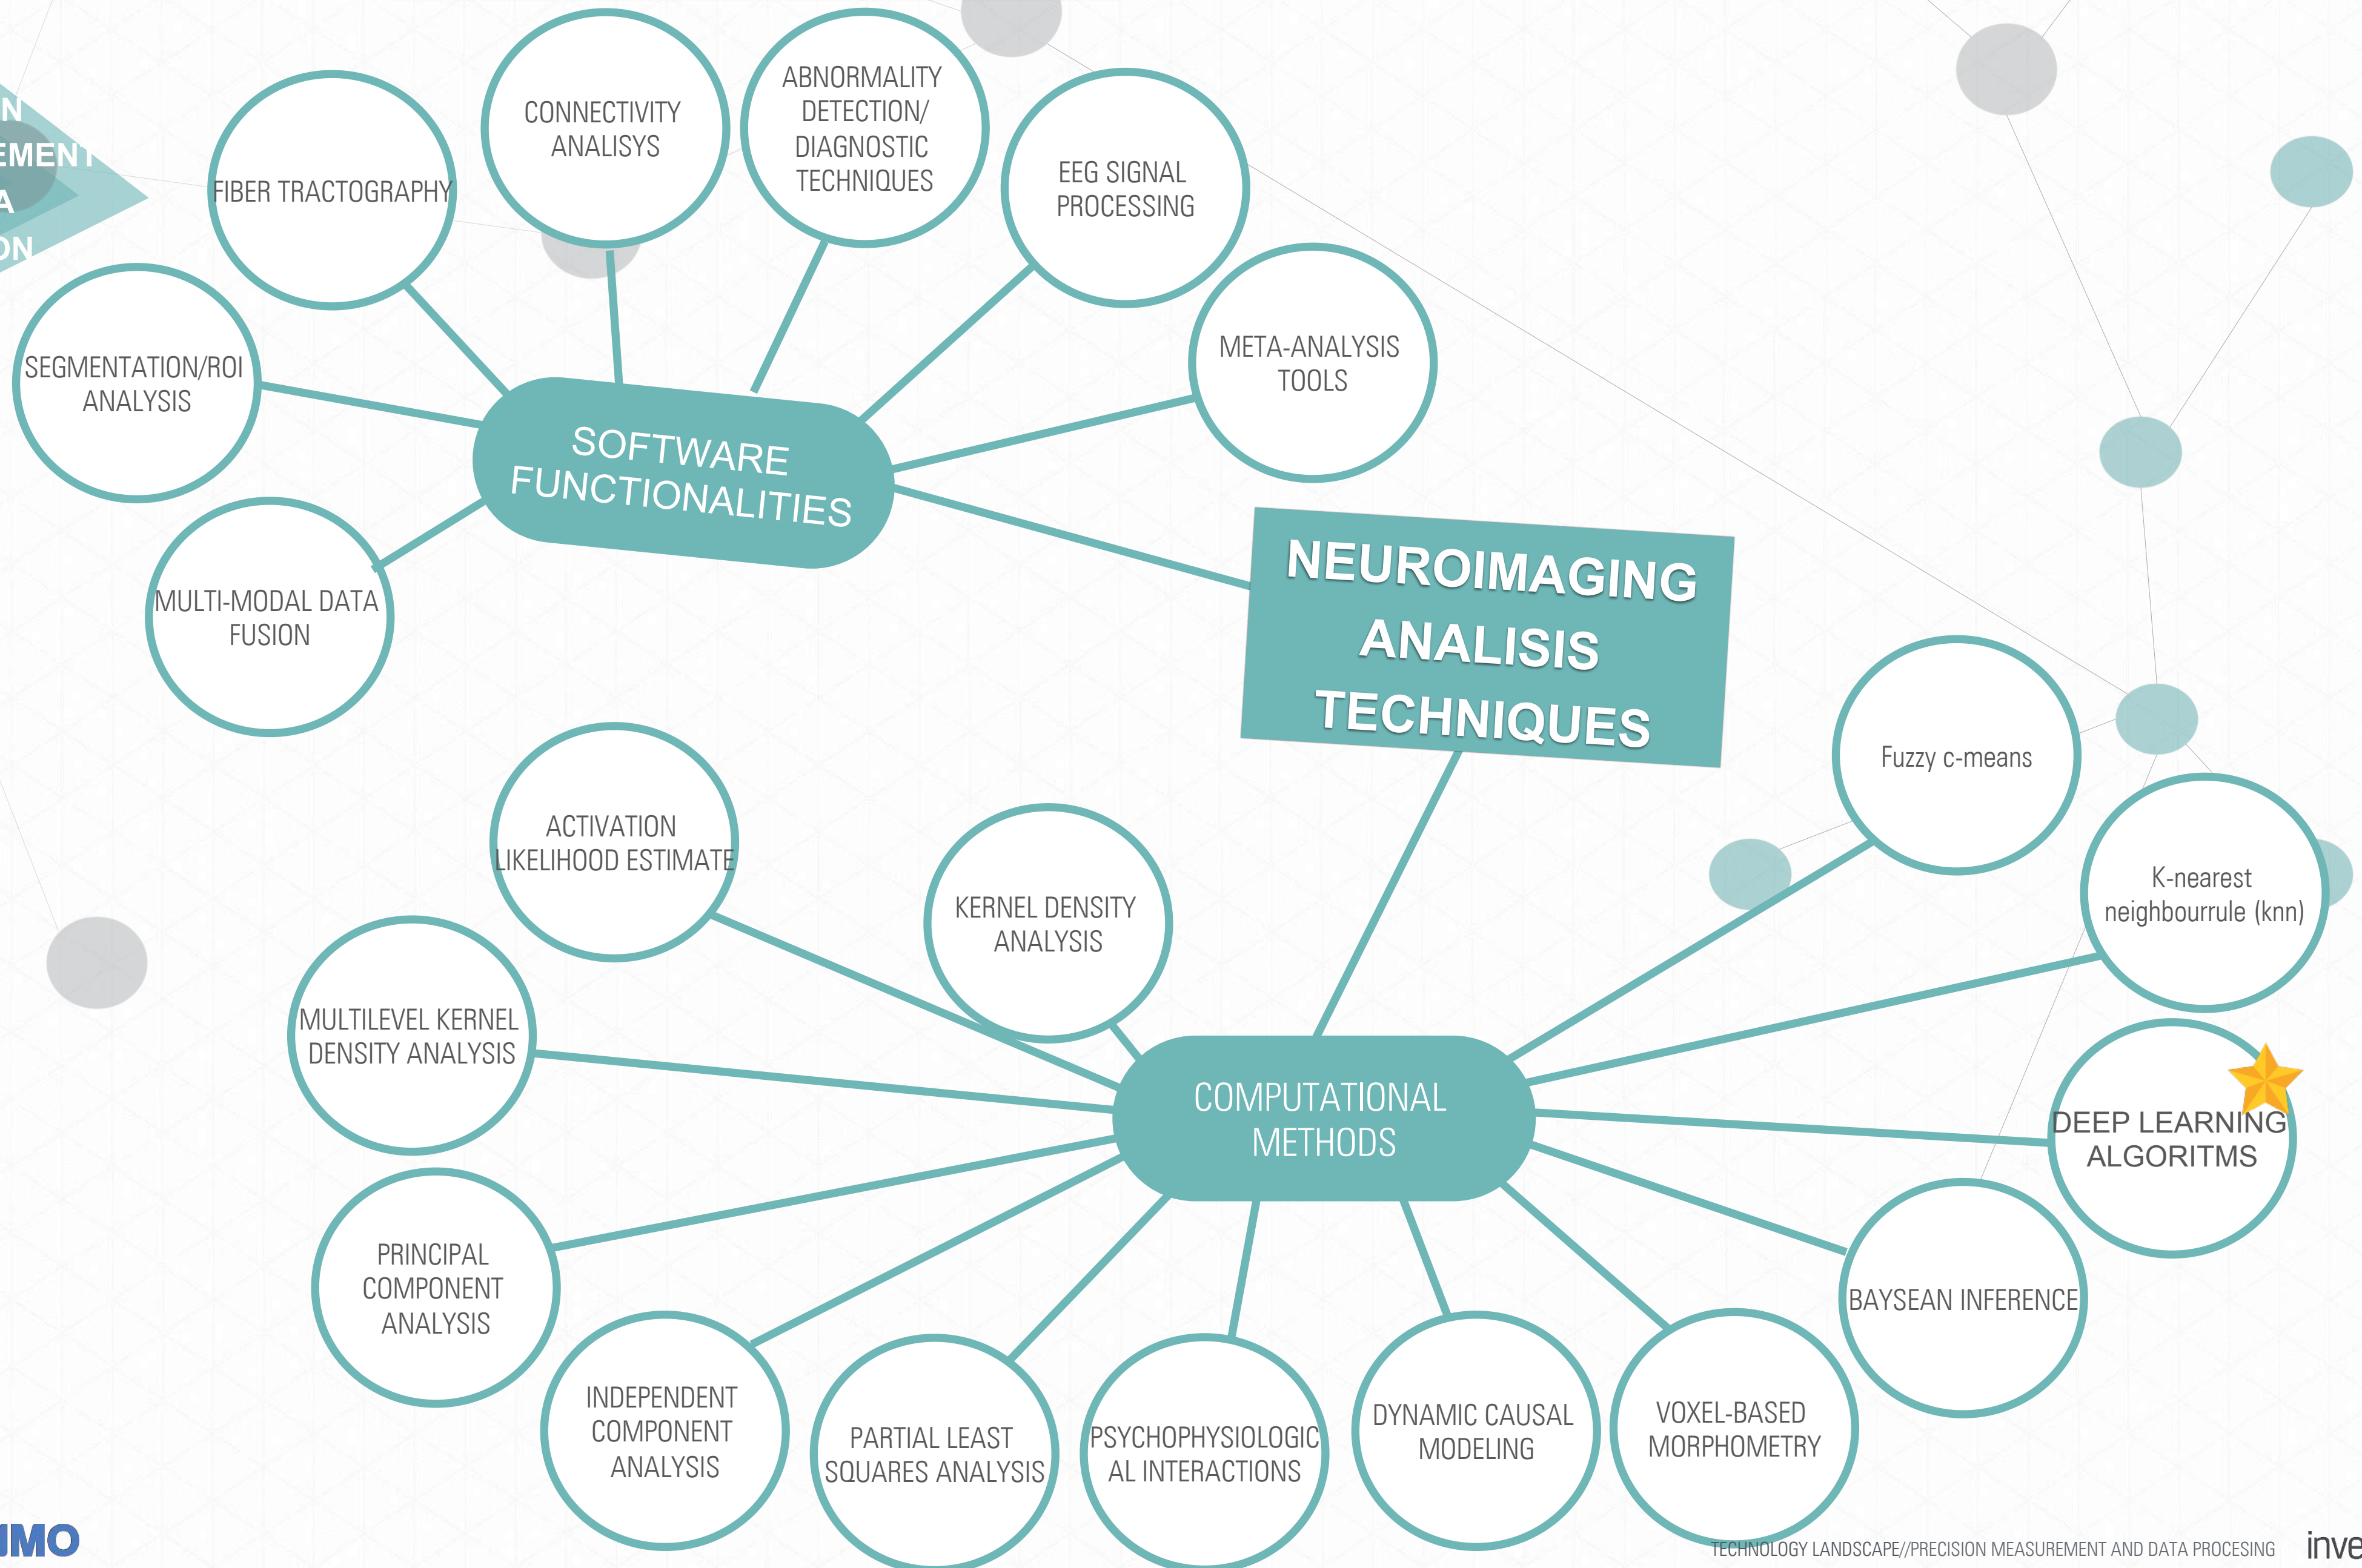 CONNECTIVITY
ANALISYS
ABNORMALITY
DETECTION/
DIAGNOSTIC
TECHNIQUES
FIBER TRACTOGRAPHY
EEG SIGNAL
PROCESSING
META-ANALYSIS
TOOLS
SEGMENTATION/ROI
ANALYSIS
SOFTWARE
FUNCTIONALITIES
MULTI-MODAL DATA
FUSION
NEUROIMAGING
ANALISIS
TECHNIQUES
Fuzzy c-means
ACTIVATION
LIKELIHOOD ESTIMATE
KERNEL DENSITY
ANALYSIS
K-nearest
neighbourrule (knn)
MULTILEVEL KERNEL
DENSITY ANALYSIS
COMPUTATIONAL
METHODS
DEEP LEARNING
ALGORITMS
PRINCIPAL
COMPONENT
ANALYSIS
BAYSEAN INFERENCE
INDEPENDENT
COMPONENT
ANALYSIS
PARTIAL LEAST
SQUARES ANALYSIS
PSYCHOPHYSIOLOGIC
AL INTERACTIONS
DYNAMIC CAUSAL
MODELING
VOXEL-BASED
MORPHOMETRY
TECHNOLOGY LANDSCAPE//PRECISION MEASUREMENT AND DATA PROCESING